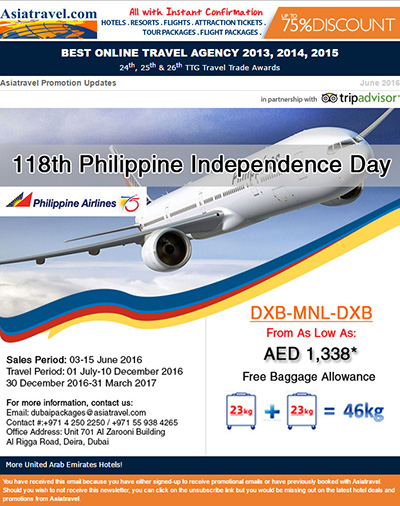 Asiatravel.com
All with Instant Confirmation
HOTELS . RESORTS . FLIGHTS . ATTRACTION TICKETS .
TOUR PACKAGES . FLIGHT PACKAGES .
UP TO
75% DISCOUNT
BEST ONLINE TRAVEL AGENCY 2013, 2014, 2015
24th, 25th & 26th TTG Travel Trade Awards
Asiatravel Promotion Updates
June 2016
in partnership with tripadvisor
118th Philippine Independence Day
Philippine Airlines 75
DXB-MNL-DXB
From As Low As:
AED 1,338*
Free Baggage Allowance
23kg + 23kg = 46kg
Sales Period: 03-15 June 2016
Travel Period: 01 July-10 December 2016
30 December 2016-31 March 2017
For more information, contact us:
Email: dubaipackages@asiatravel.com
Contact #:+971 4 250 2250 / +971 55 938 4265
Office Address: Unit 701 Al Zarooni Building
Al Rigga Road, Deira, Dubai
More United Arab Emirates Hotels!
You have received this email because you have either signed-up to receive promotional emails or have previously booked with Asiatravel.
Should you wish to not receive this newsletter, you can click on the unsubscribe link but you would be missing out on the latest hotel deals and
promotions from Asiatravel.